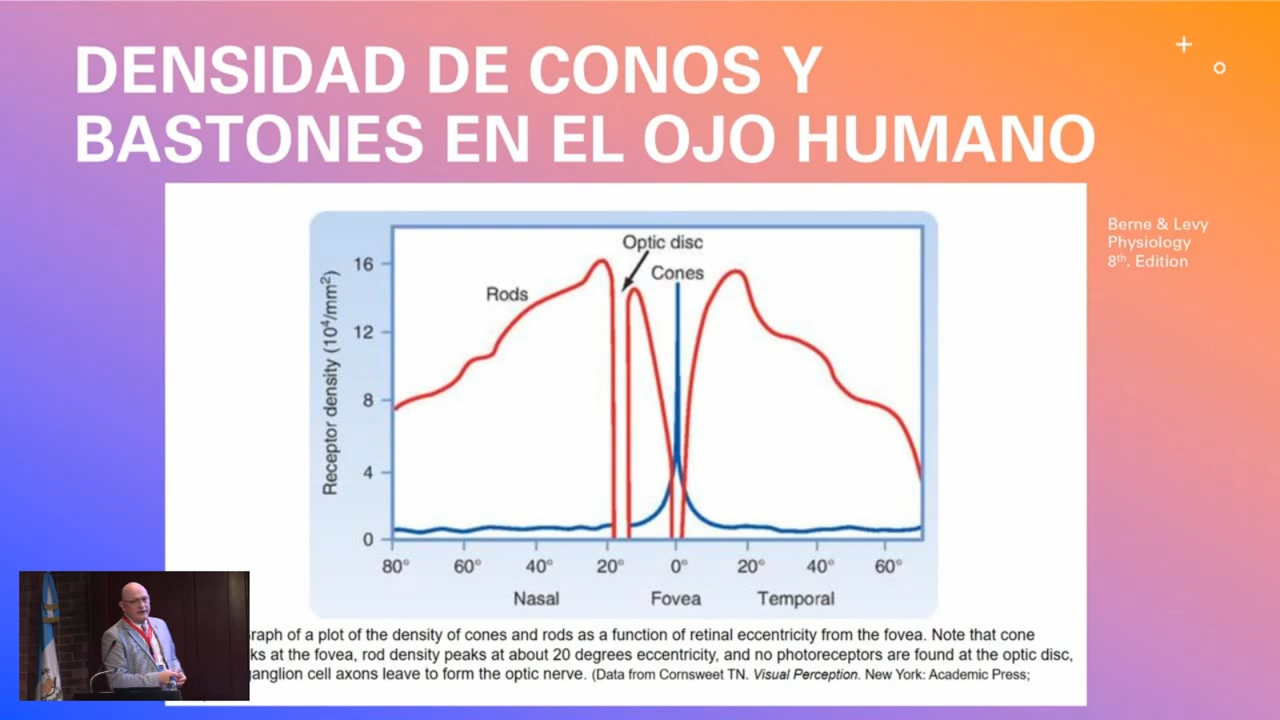 DENSIDAD DE CONOS Y
BASTONES EN EL OJO HUMANO
Berne & Levy
Physiology
8th. Edition
Optic disc
Cones
Rods
Receptor density (10⁴/mm²)
16
12
8
4
0
80° 60° 40° 20° 0° 20° 40° 60°
Nasal Fovea Temporal
of a plot of the density of cones and rods as a function of retinal eccentricity from the fovea. Note that cone
at the fovea, rod density peaks at about 20 degrees eccentricity, and no photoreceptors are found at the optic disc,
cell axons leave to form the optic nerve. (Data from Cornsweet TN. Visual Perception. New York: Academic Press;